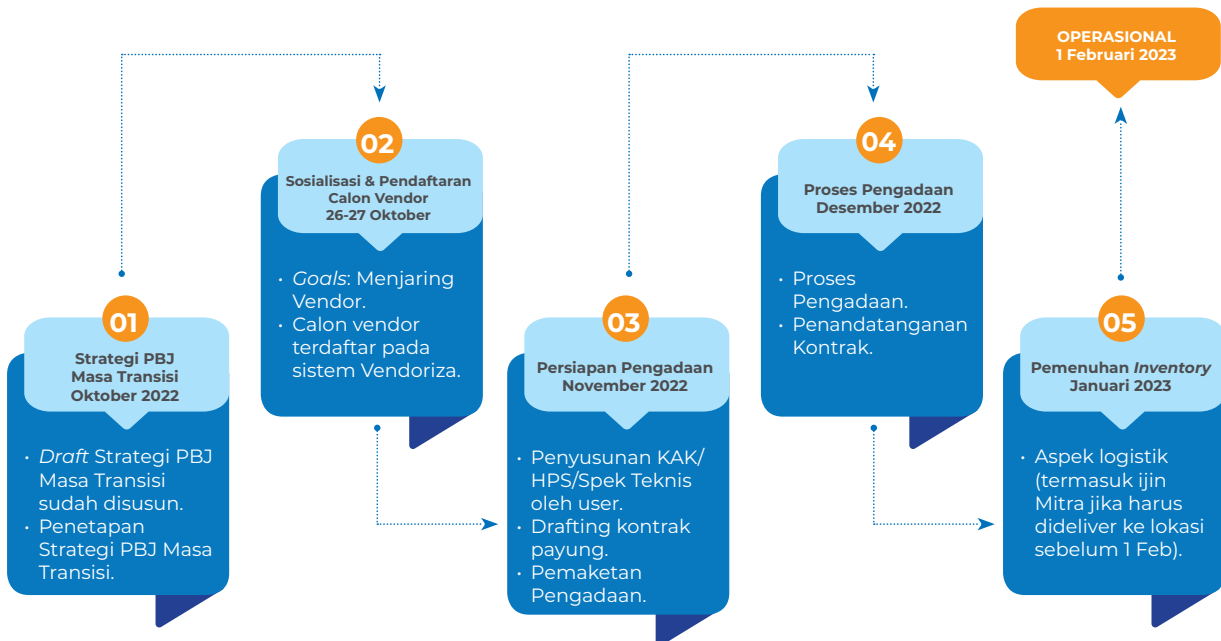 01
Strategi PBJ
Masa Transisi
Oktober 2022
· Draft Strategi PBJ
Masa Transisi
sudah disusun.
· Penetapan
Strategi PBJ Masa
Transisi.
02
Sosialisasi & Pendaftaran
Calon Vendor
26-27 Oktober
· Goals: Menjaring
Vendor.
· Calon vendor
terdaftar pada
sistem Vendoriza.
03
Persiapan Pengadaan
November 2022
· Penyusunan KAK/
HPS/Spek Teknis
oleh user.
· Drafting kontrak
payung.
· Pemaketan
Pengadaan.
04
Proses Pengadaan
Desember 2022
· Proses
Pengadaan.
· Penandatanganan
Kontrak.
05
Pemenuhan Inventory
Januari 2023
· Aspek logistik
(termasuk ijin
Mitra jika harus
dideliver ke lokasi
sebelum 1 Feb).
OPERASIONAL
1 Februari 2023